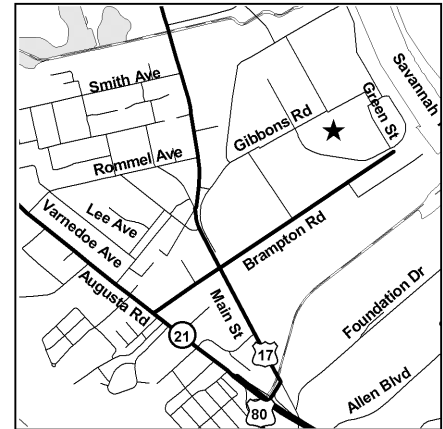 Smith Ave
Savannah
Green St
Gibbons Rd
Rommel Ave
Lee Ave
Varnedoe Ave
Brampton Rd
Augusta Rd
Main St
Foundation Dr
21
17
Allen Blvd
80